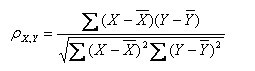 ρX,Y = ∑(X − X̅)(Y − Y̅) / √(∑(X − X̅)² ∑(Y − Y̅)²)